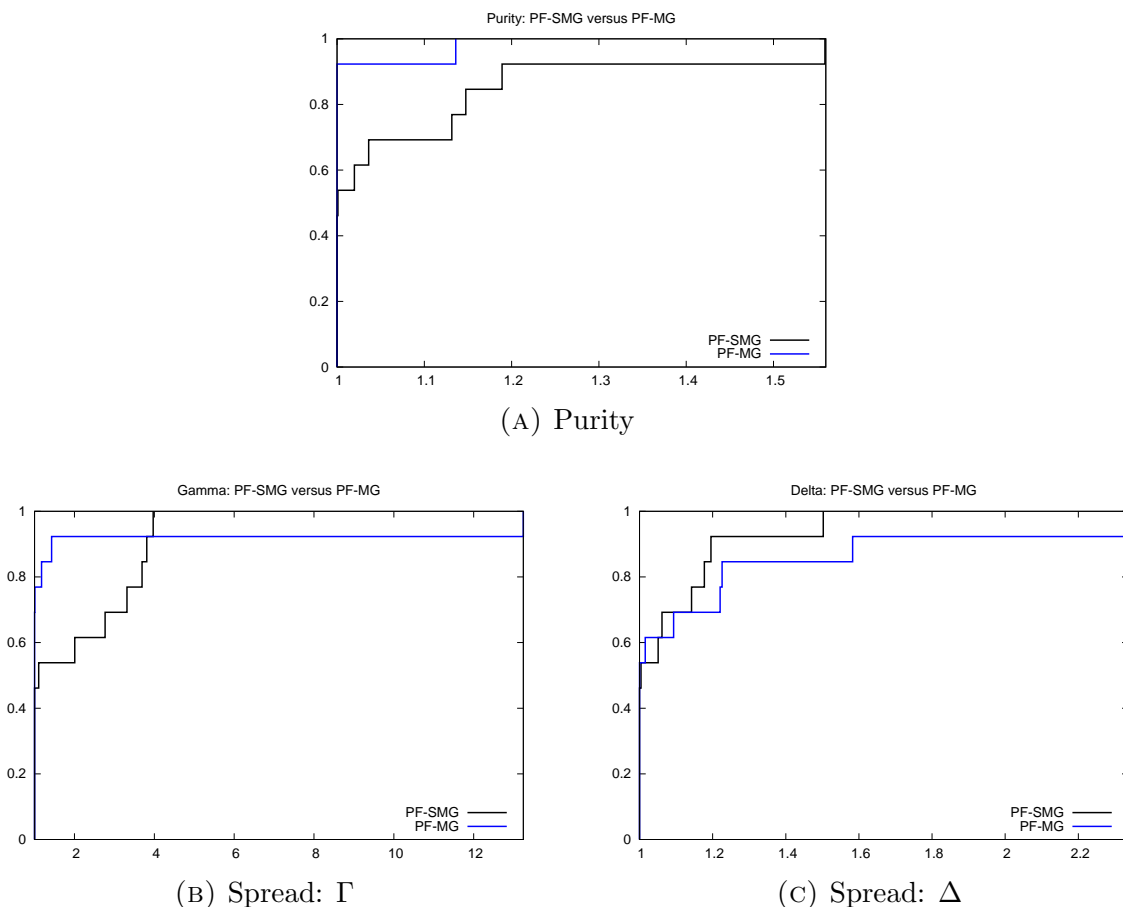 Purity: PF-SMG versus PF-MG
1
0.8
0.6
0.4
0.2
0
PF-SMG
PF-MG
1 1.1 1.2 1.3 1.4 1.5
(A) Purity
Gamma: PF-SMG versus PF-MG
1
0.8
0.6
0.4
0.2
0
PF-SMG
PF-MG
2 4 6 8 10 12
(B) Spread: Γ
Delta: PF-SMG versus PF-MG
1
0.8
0.6
0.4
0.2
0
PF-SMG
PF-MG
1 1.2 1.4 1.6 1.8 2 2.2
(C) Spread: Δ